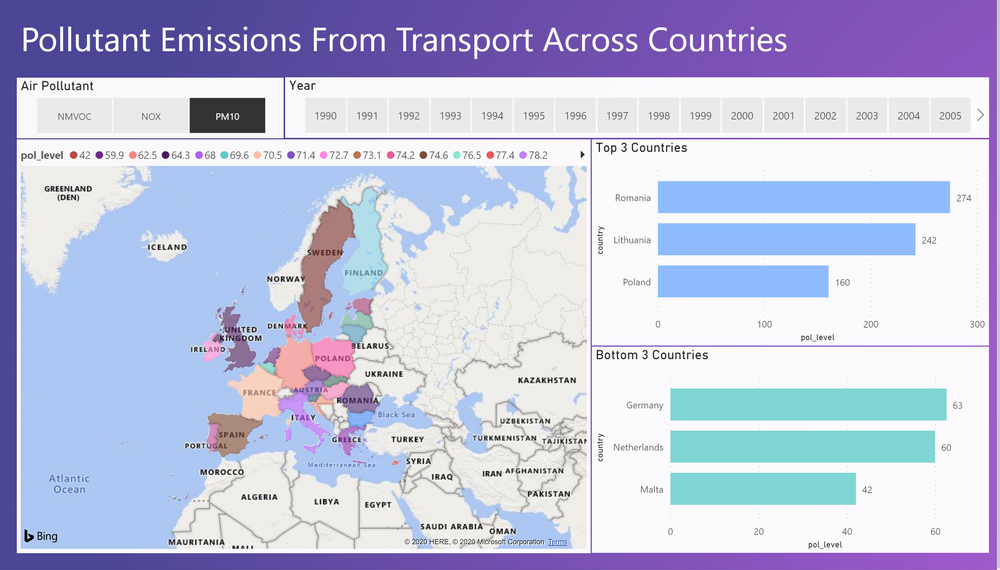 Pollutant Emissions From Transport Across Countries
Air Pollutant
NMVOC NOX PM10
Year
1990 1991 1992 1993 1994 1995 1996 1997 1998 1999 2000 2001 2002 2003 2004 2005
pol_level 42 59.9 62.5 64.3 68 69.6 70.5 71.4 72.7 73.1 74.2 74.6 76.5 77.4 78.2
GREENLAND
(DEN)
ICELAND
SWEDEN
FINLAND
NORWAY
DENMARK
UNITED
KINGDOM
IRELAND
BELARUS
POLAND
UKRAINE
KAZAKHSTAN
FRANCE
AUSTRIA
ROMANIA
Black Sea
ITALY
UZBEKISTAN
SPAIN
GREECE
TURKEY
TURKMENISTAN
TAJIKISTAN
PORTUGAL
SYRIA
Mediterranean Sea
MOROCCO
IRAQ
IRAN
AFGHANISTAN
Atlantic
Ocean
ALGERIA
LIBYA
EGYPT
PAKISTAN
SAUDI ARABIA
OMAN
MAURITANIA
Bing
© 2020 HERE, © 2020 Microsoft Corporation Terms
Top 3 Countries
country
Romania 274
Lithuania 242
Poland 160
0 100 200 300
pol_level
Bottom 3 Countries
country
Germany 63
Netherlands 60
Malta 42
0 20 40 60
pol_level